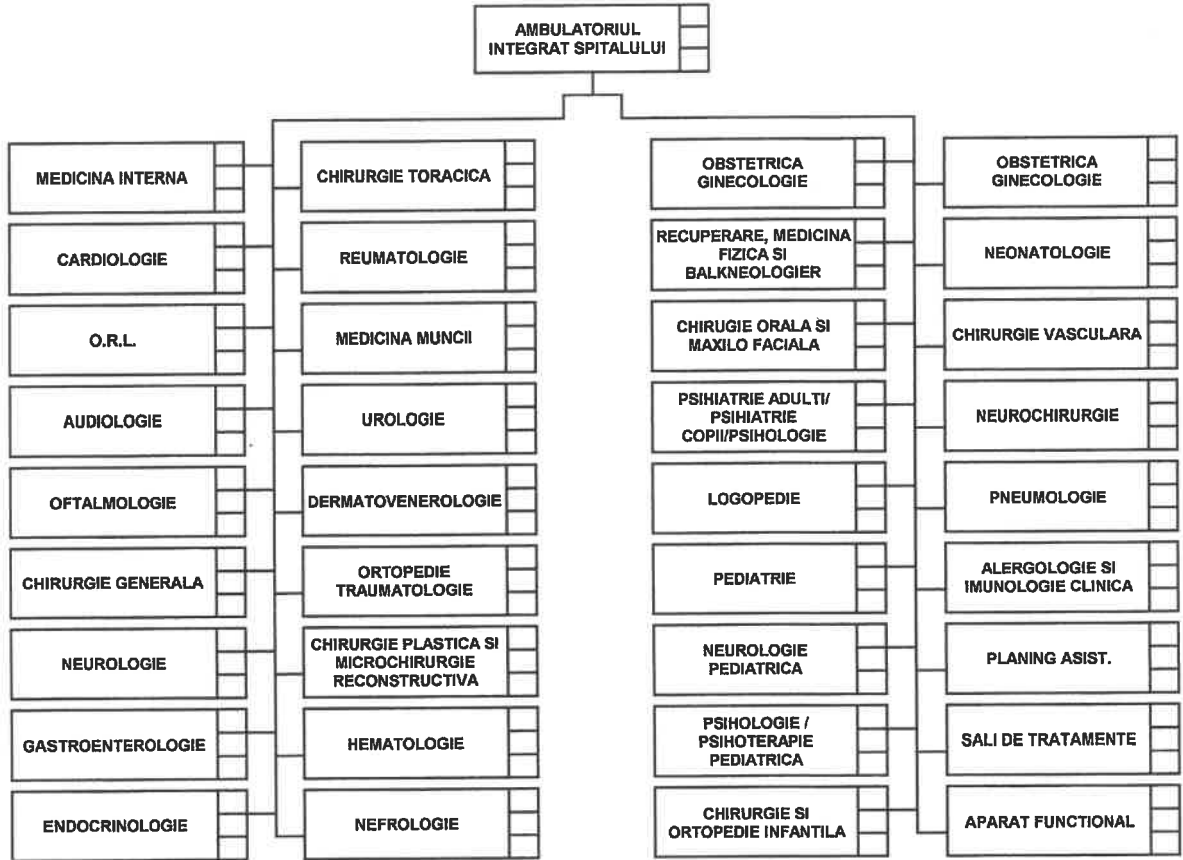 AMBULATORIUL
INTEGRAT SPITALULUI
MEDICINA INTERNA
CHIRURGIE TORACICA
OBSTETRICA
GINECOLOGIE
OBSTETRICA
GINECOLOGIE
CARDIOLOGIE
REUMATOLOGIE
RECUPERARE, MEDICINA
FIZICA SI
BALKNEOLOGIER
NEONATOLOGIE
O.R.L.
MEDICINA MUNCII
CHIRUGIE ORALA SI
MAXILO FACIALA
CHIRURGIE VASCULARA
AUDIOLOGIE
UROLOGIE
PSIHIATRIE ADULTI/
PSIHIATRIE
COPII/PSIHOLOGIE
NEUROCHIRURGIE
OFTALMOLOGIE
DERMATOVENEROLOGIE
LOGOPEDIE
PNEUMOLOGIE
CHIRURGIE GENERALA
ORTOPEDIE
TRAUMATOLOGIE
PEDIATRIE
ALERGOLOGIE SI
IMUNOLOGIE CLINICA
NEUROLOGIE
CHIRURGIE PLASTICA SI
MICROCHIRURGIE
RECONSTRUCTIVA
NEUROLOGIE
PEDIATRICA
PLANING ASIST.
GASTROENTEROLOGIE
HEMATOLOGIE
PSIHOLOGIE /
PSIHOTERAPIE
PEDIATRICA
SALI DE TRATAMENTE
ENDOCRINOLOGIE
NEFROLOGIE
CHIRURGIE SI
ORTOPEDIE INFANTILA
APARAT FUNCTIONAL